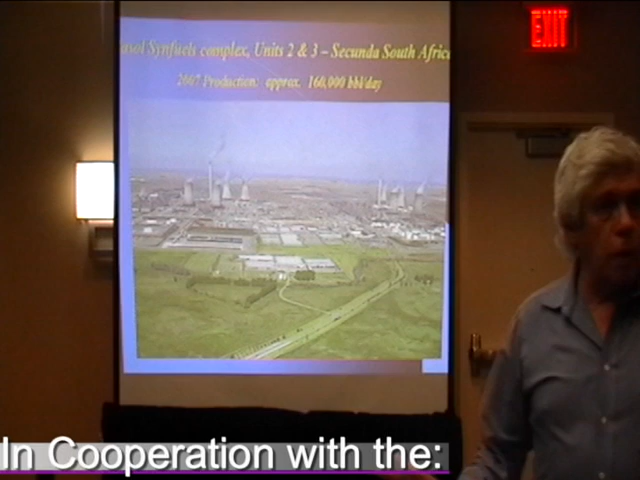 asol Synfuels complex, Units 2 & 3 – Secunda South Africa
2007 Production: approx. 160,000 bbl/day
EXIT
In Cooperation with the: